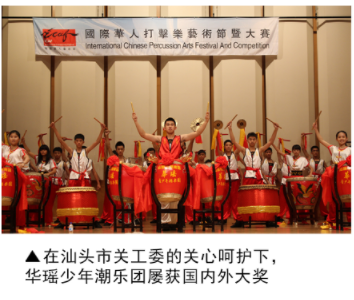 國際華人打擊樂藝術節暨大賽
International Chinese Percussion Arts Festival And Competition
▲在汕头市关工委的关心呵护下，
华瑶少年潮乐团屡获国内外大奖